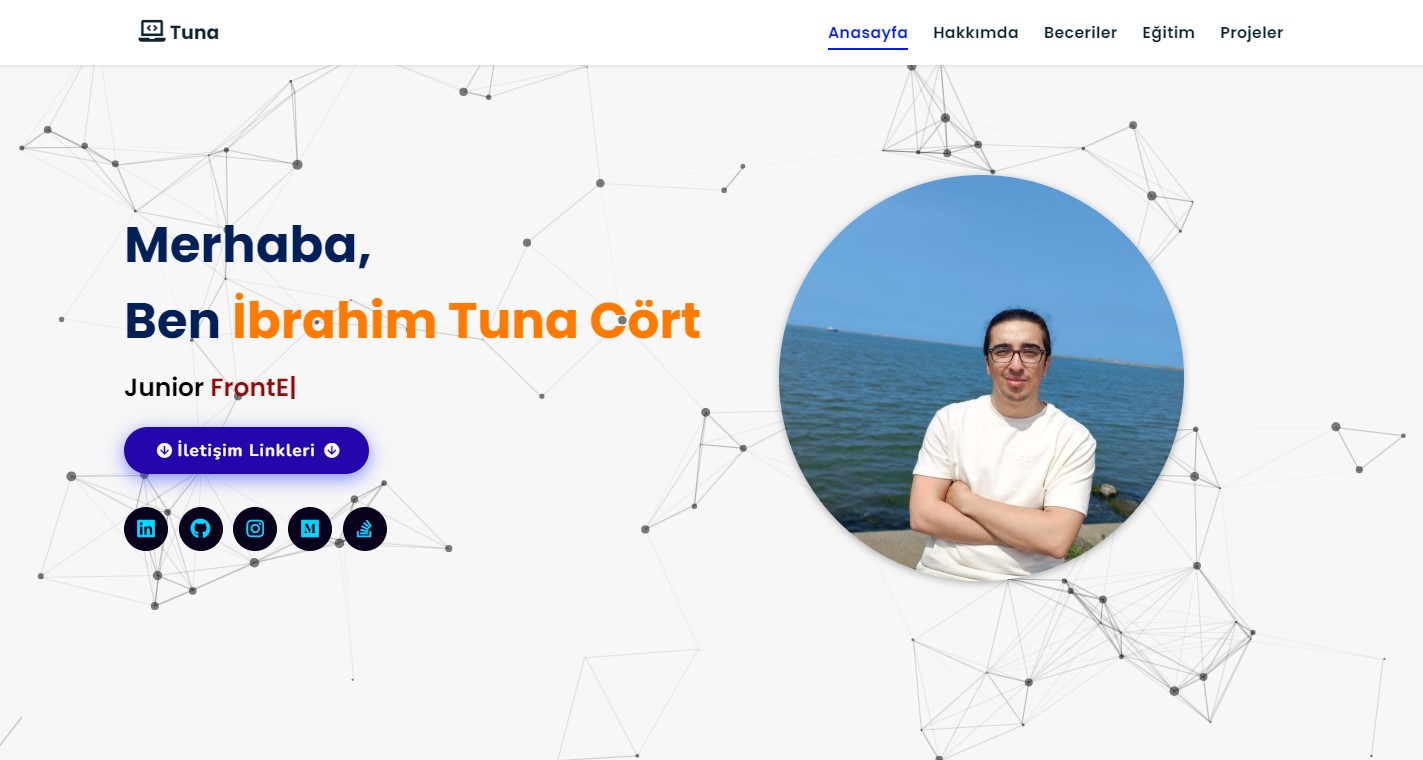 Tuna
Anasayfa Hakkımda Beceriler Eğitim Projeler
Merhaba,
Ben İbrahim Tuna Cört
Junior FrontE|
İletişim Linkleri